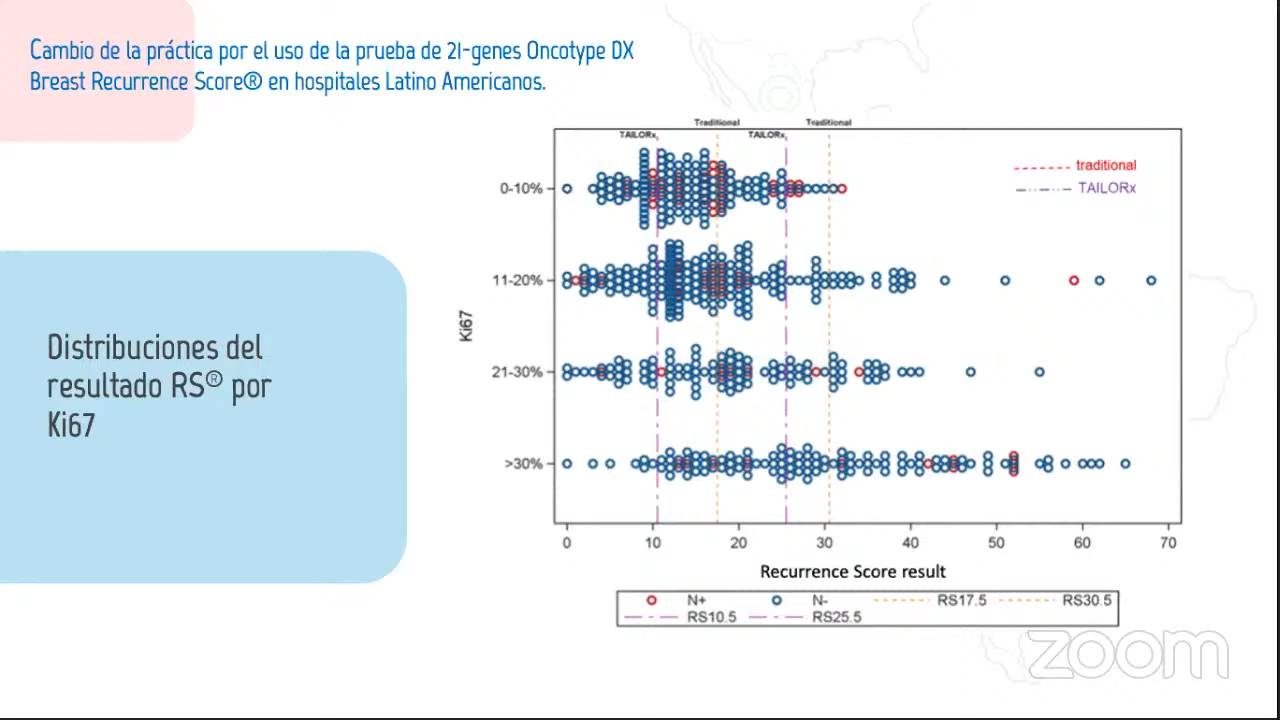 Cambio de la práctica por el uso de la prueba de 21-genes Oncotype DX
Breast Recurrence Score® en hospitales Latino Americanos.
Distribuciones del
resultado RS® por
Ki67
Traditional Traditional
TAILORx TAILORx
traditional
TAILORx
0-10%
11-20%
21-30%
>30%
Ki67
0 10 20 30 40 50 60 70
Recurrence Score result
N+ N- RS17.5 RS30.5
RS10.5 RS25.5
zoom